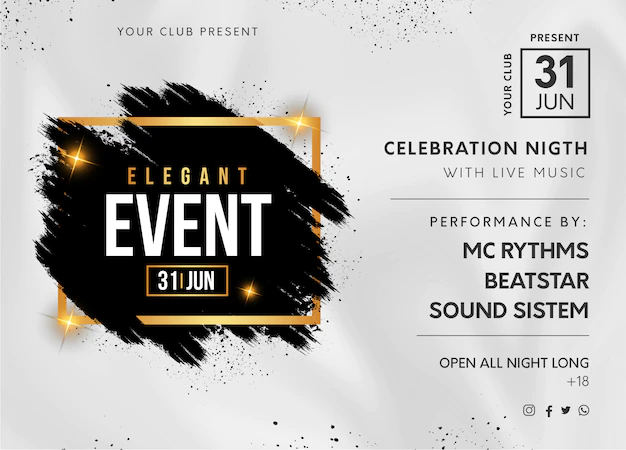 YOUR CLUB PRESENT
ELEGANT
EVENT
31 JUN
PRESENT
YOUR CLUB
31
JUN
CELEBRATION NIGTH
WITH LIVE MUSIC
PERFORMANCE BY:
MC RYTHMS
BEATSTAR
SOUND SISTEM
OPEN ALL NIGHT LONG
+18